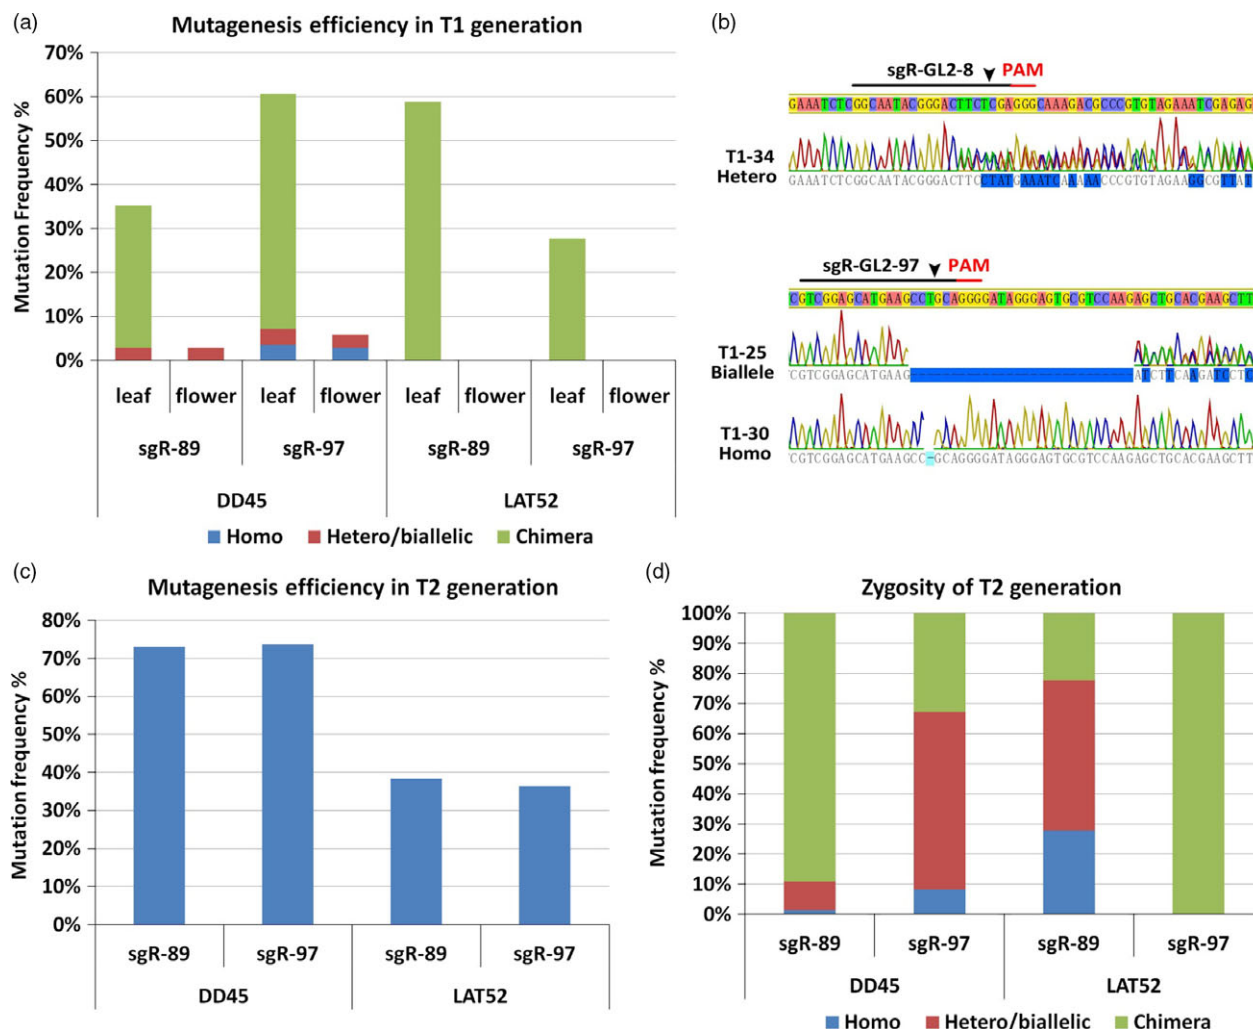 (a)
Mutagenesis efficiency in T1 generation
Mutation Frequency %
70%
60%
50%
40%
30%
20%
10%
0%
leaf flower leaf flower leaf flower leaf flower
sgR-89 sgR-97 sgR-89 sgR-97
DD45 LAT52
Homo Hetero/biallelic Chimera
(b)
sgR-GL2-8 PAM
GAAATCTCGGCAATACGGGACTTCTCGAGGGCAAAGACGCCCGTGTAGAAATCGAGAG
T1-34
Hetero
GAAATCTCGGCAATACGGGACTTCCTATGAAATCAAAAACCCGTGTAGAAGGCGTTAT
sgR-GL2-97 PAM
CGTCGGAGCATGAAGCCTGCAGGGGATAGGGAGTGCGTCCAAGAGCTGCACGAAGCTT
T1-25
Biallele
CGTCGGAGCATGAAG ATCTTCAAGATCCTC
T1-30
Homo
CGTCGGAGCATGAAGCC-GCAGGGGATAGGGAGTGCGTCCAAGAGCTGCACGAAGCTT
(c)
Mutagenesis efficiency in T2 generation
Mutation frequency %
80%
70%
60%
50%
40%
30%
20%
10%
0%
sgR-89 sgR-97 sgR-89 sgR-97
DD45 LAT52
(d)
Zygosity of T2 generation
Mutation frequency %
100%
90%
80%
70%
60%
50%
40%
30%
20%
10%
0%
sgR-89 sgR-97 sgR-89 sgR-97
DD45 LAT52
Homo Hetero/biallelic Chimera